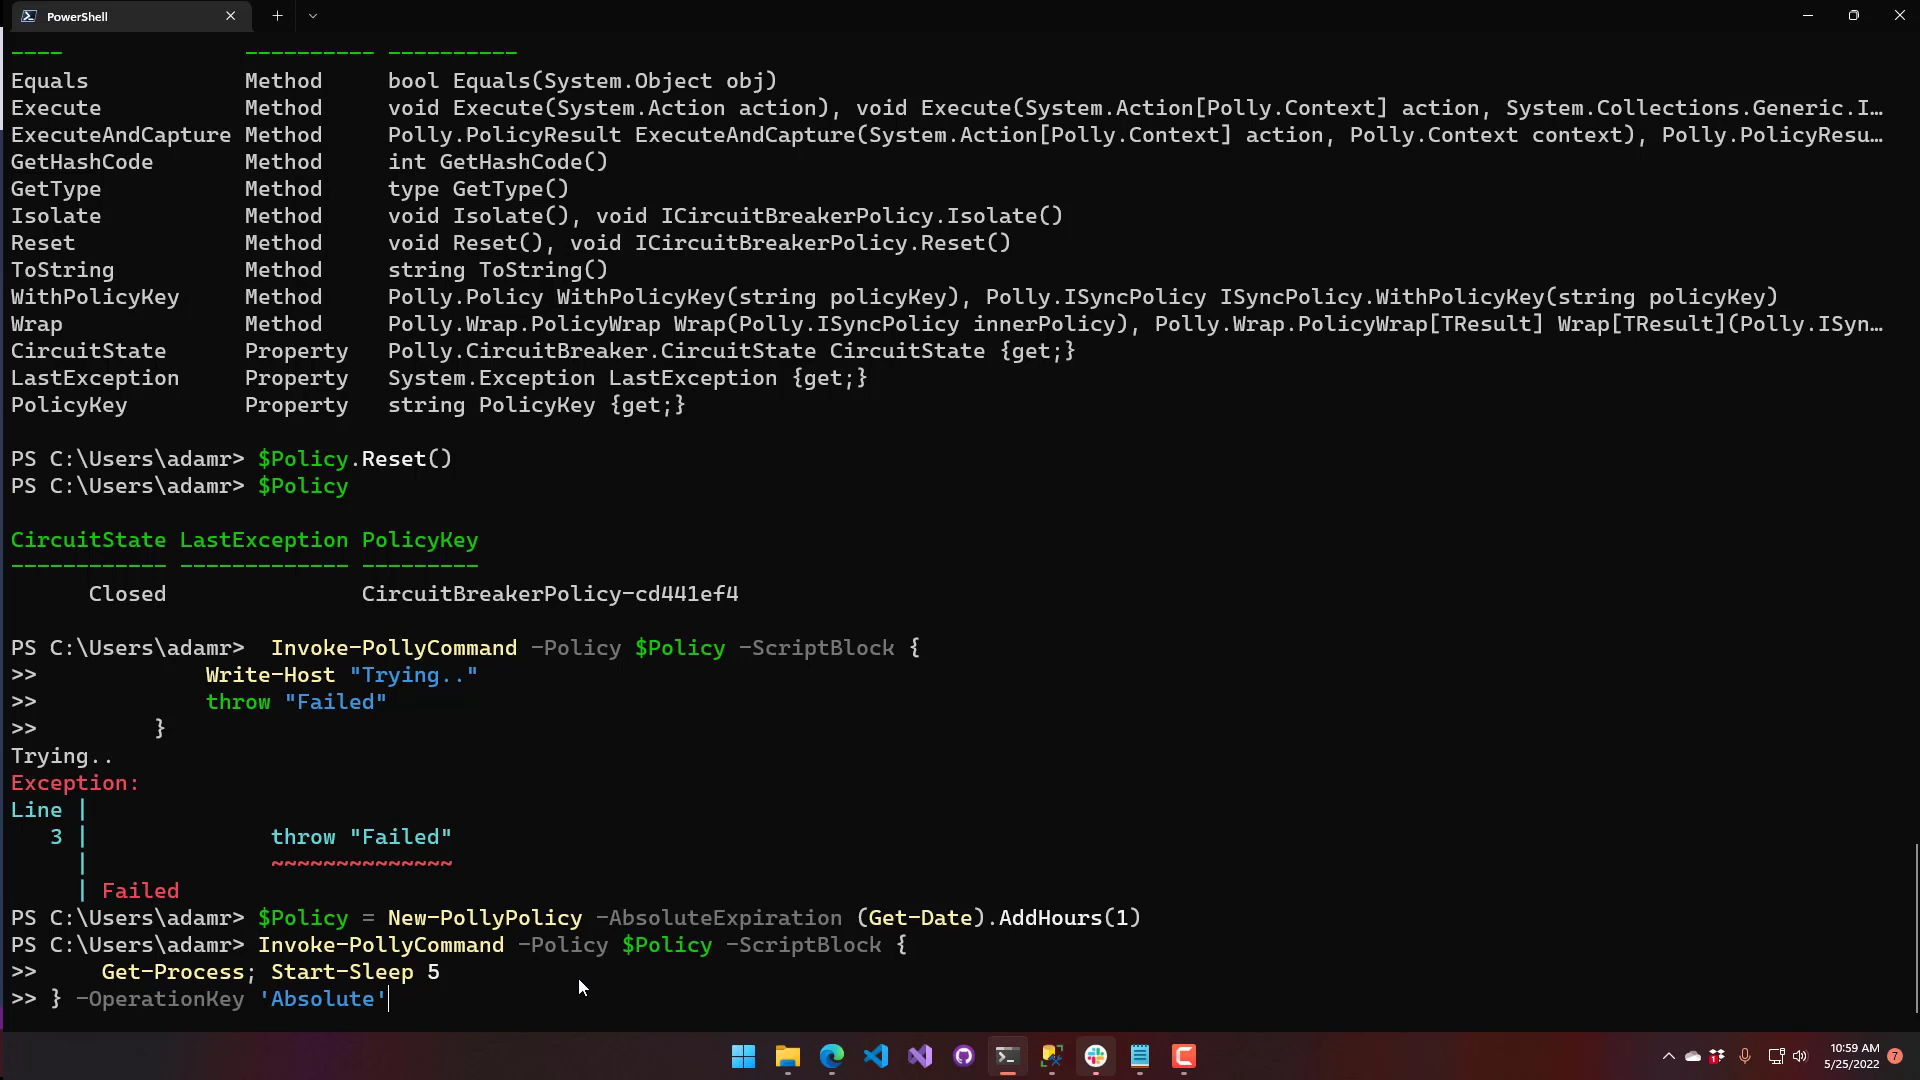 PowerShell
---- ---------- ----------
Equals Method bool Equals(System.Object obj)
Execute Method void Execute(System.Action action), void Execute(System.Action[Polly.Context] action, System.Collections.Generic.I…
ExecuteAndCapture Method Polly.PolicyResult ExecuteAndCapture(System.Action[Polly.Context] action, Polly.Context context), Polly.PolicyResu…
GetHashCode Method int GetHashCode()
GetType Method type GetType()
Isolate Method void Isolate(), void ICircuitBreakerPolicy.Isolate()
Reset Method void Reset(), void ICircuitBreakerPolicy.Reset()
ToString Method string ToString()
WithPolicyKey Method Polly.Policy WithPolicyKey(string policyKey), Polly.ISyncPolicy ISyncPolicy.WithPolicyKey(string policyKey)
Wrap Method Polly.Wrap.PolicyWrap Wrap(Polly.ISyncPolicy innerPolicy), Polly.Wrap.PolicyWrap[TResult] Wrap[TResult](Polly.ISyn…
CircuitState Property Polly.CircuitBreaker.CircuitState CircuitState {get;}
LastException Property System.Exception LastException {get;}
PolicyKey Property string PolicyKey {get;}
PS C:\Users\adamr> $Policy.Reset()
PS C:\Users\adamr> $Policy
CircuitState LastException PolicyKey
------------ ------------- ---------
Closed CircuitBreakerPolicy-cd441ef4
PS C:\Users\adamr>  Invoke-PollyCommand -Policy $Policy -ScriptBlock {
>> Write-Host "Trying.."
>> throw "Failed"
>> }
Trying..
Exception:
Line |
3 | throw "Failed"
| ~~~~~~~~~~~~~~
| Failed
PS C:\Users\adamr> $Policy = New-PollyPolicy -AbsoluteExpiration (Get-Date).AddHours(1)
PS C:\Users\adamr> Invoke-PollyCommand -Policy $Policy -ScriptBlock {
>> Get-Process; Start-Sleep 5
>> } -OperationKey 'Absolute'
10:59 AM
5/25/2022
7
1